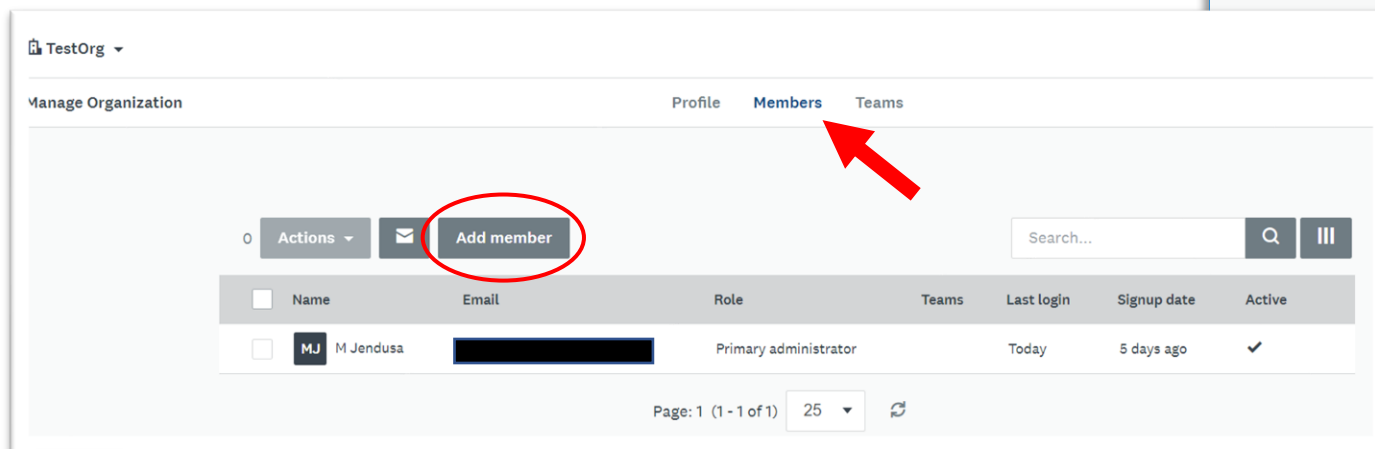 TestOrg
Manage Organization Profile Members Teams
0 Actions Add member Search...
Name Email Role Teams Last login Signup date Active
MJ M Jendusa Primary administrator Today 5 days ago
Page: 1 (1 - 1 of 1) 25